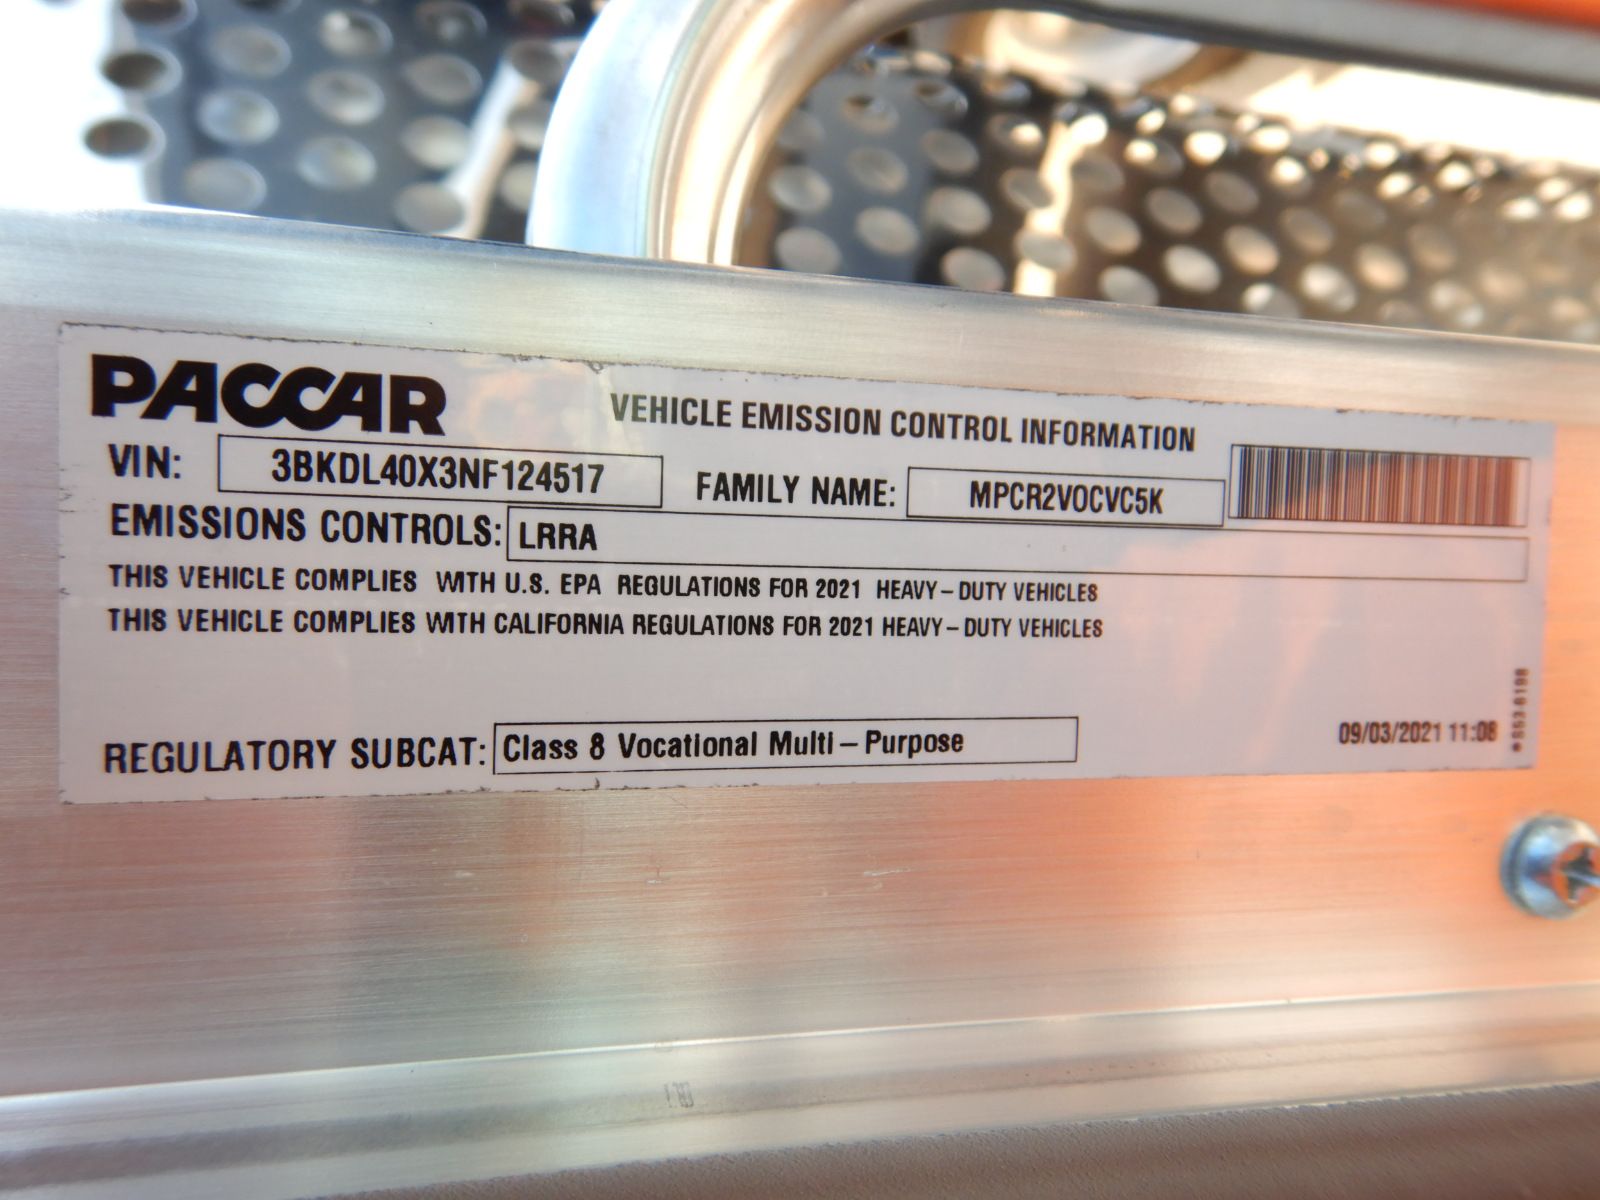 PACCAR
VEHICLE EMISSION CONTROL INFORMATION
VIN: 3BKDL40X3NF124517
FAMILY NAME: MPCR2VOCVC5K
EMISSIONS CONTROLS: LRRA
THIS VEHICLE COMPLIES WITH U.S. EPA REGULATIONS FOR 2021 HEAVY-DUTY VEHICLES
THIS VEHICLE COMPLIES WITH CALIFORNIA REGULATIONS FOR 2021 HEAVY-DUTY VEHICLES
REGULATORY SUBCAT: Class 8 Vocational Multi-Purpose
09/03/2021 11:08
*S53-6198